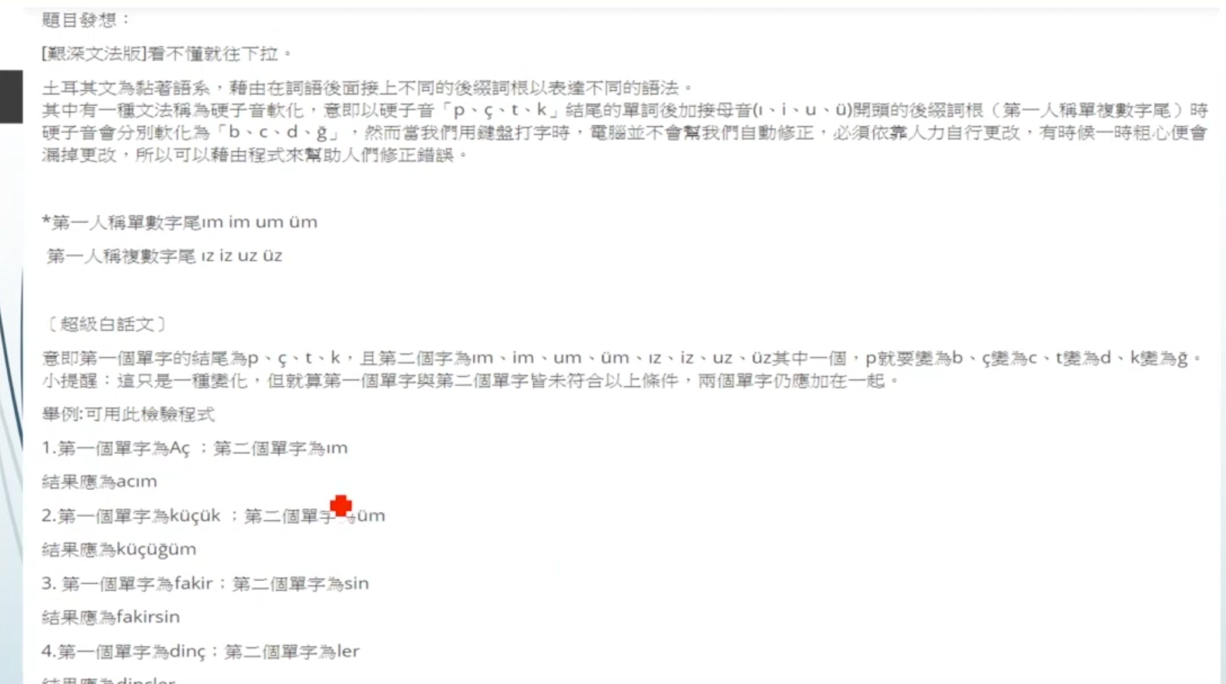 題目發想：
[艱深文法版]看不懂就往下拉。
土耳其文為黏著語系，藉由在詞語後面接上不同的後綴詞根以表達不同的語法。
其中有一種文法稱為硬子音軟化，意即以硬子音「p、ç、t、k」結尾的單詞後加接母音(ı、i、u、ü)開頭的後綴詞根（第一人稱單複數字尾）時
硬子音會分別軟化為「b、c、d、ğ」，然而當我們用鍵盤打字時，電腦並不會幫我們自動修正，必須依靠人力自行更改，有時候一時粗心便會
漏掉更改，所以可以藉由程式來幫助人們修正錯誤。
*第一人稱單數字尾ım im um üm
第一人稱複數字尾 ız iz uz üz
〔超級白話文〕
意即第一個單字的結尾為p、ç、t、k，且第二個字為ım、im、um、üm、ız、iz、uz、üz其中一個，p就要變為b、ç變為c、t變為d、k變為ğ。
小提醒：這只是一種變化，但就算第一個單字與第二個單字皆未符合以上條件，兩個單字仍應加在一起。
舉例:可用此檢驗程式
1.第一個單字為Aç ；第二個單字為ım
結果應為acım
2.第一個單字為küçük ；第二個單字為üm
結果應為küçüğüm
3. 第一個單字為fakir；第二個單字為sin
結果應為fakirsin
4.第一個單字為dinç；第二個單字為ler
結果應為dinçler